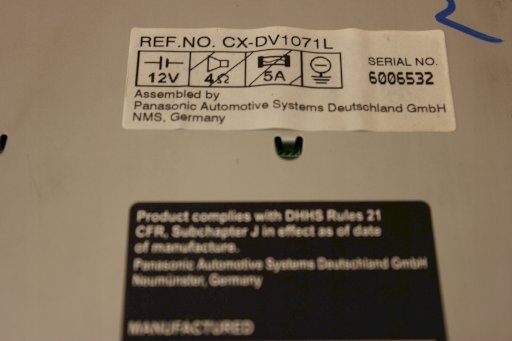 REF.NO. CX-DV1071L
12V 4Ω 5A
SERIAL NO.
6006532
Assembled by
Panasonic Automotive Systems Deutschland GmbH
NMS, Germany
Product complies with DHHS Rules 21
CFR, Subchapter J in effect as of date
of manufacture.
Panasonic Automotive Systems Deutschland GmbH
Neumünster, Germany
MANUFACTURED